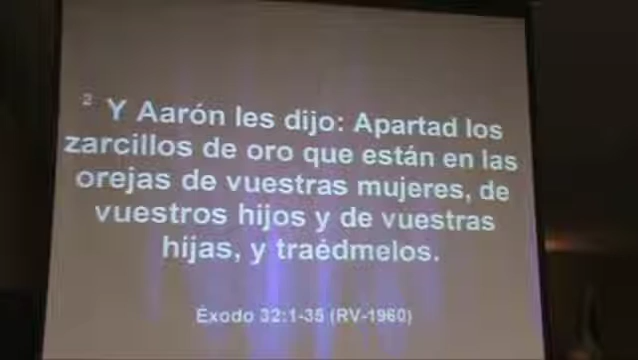 2 Y Aarón les dijo: Apartad los
zarcillos de oro que están en las
orejas de vuestras mujeres, de
vuestros hijos y de vuestras
hijas, y traédmelos.
Éxodo 32:1-35 (RV-1960)